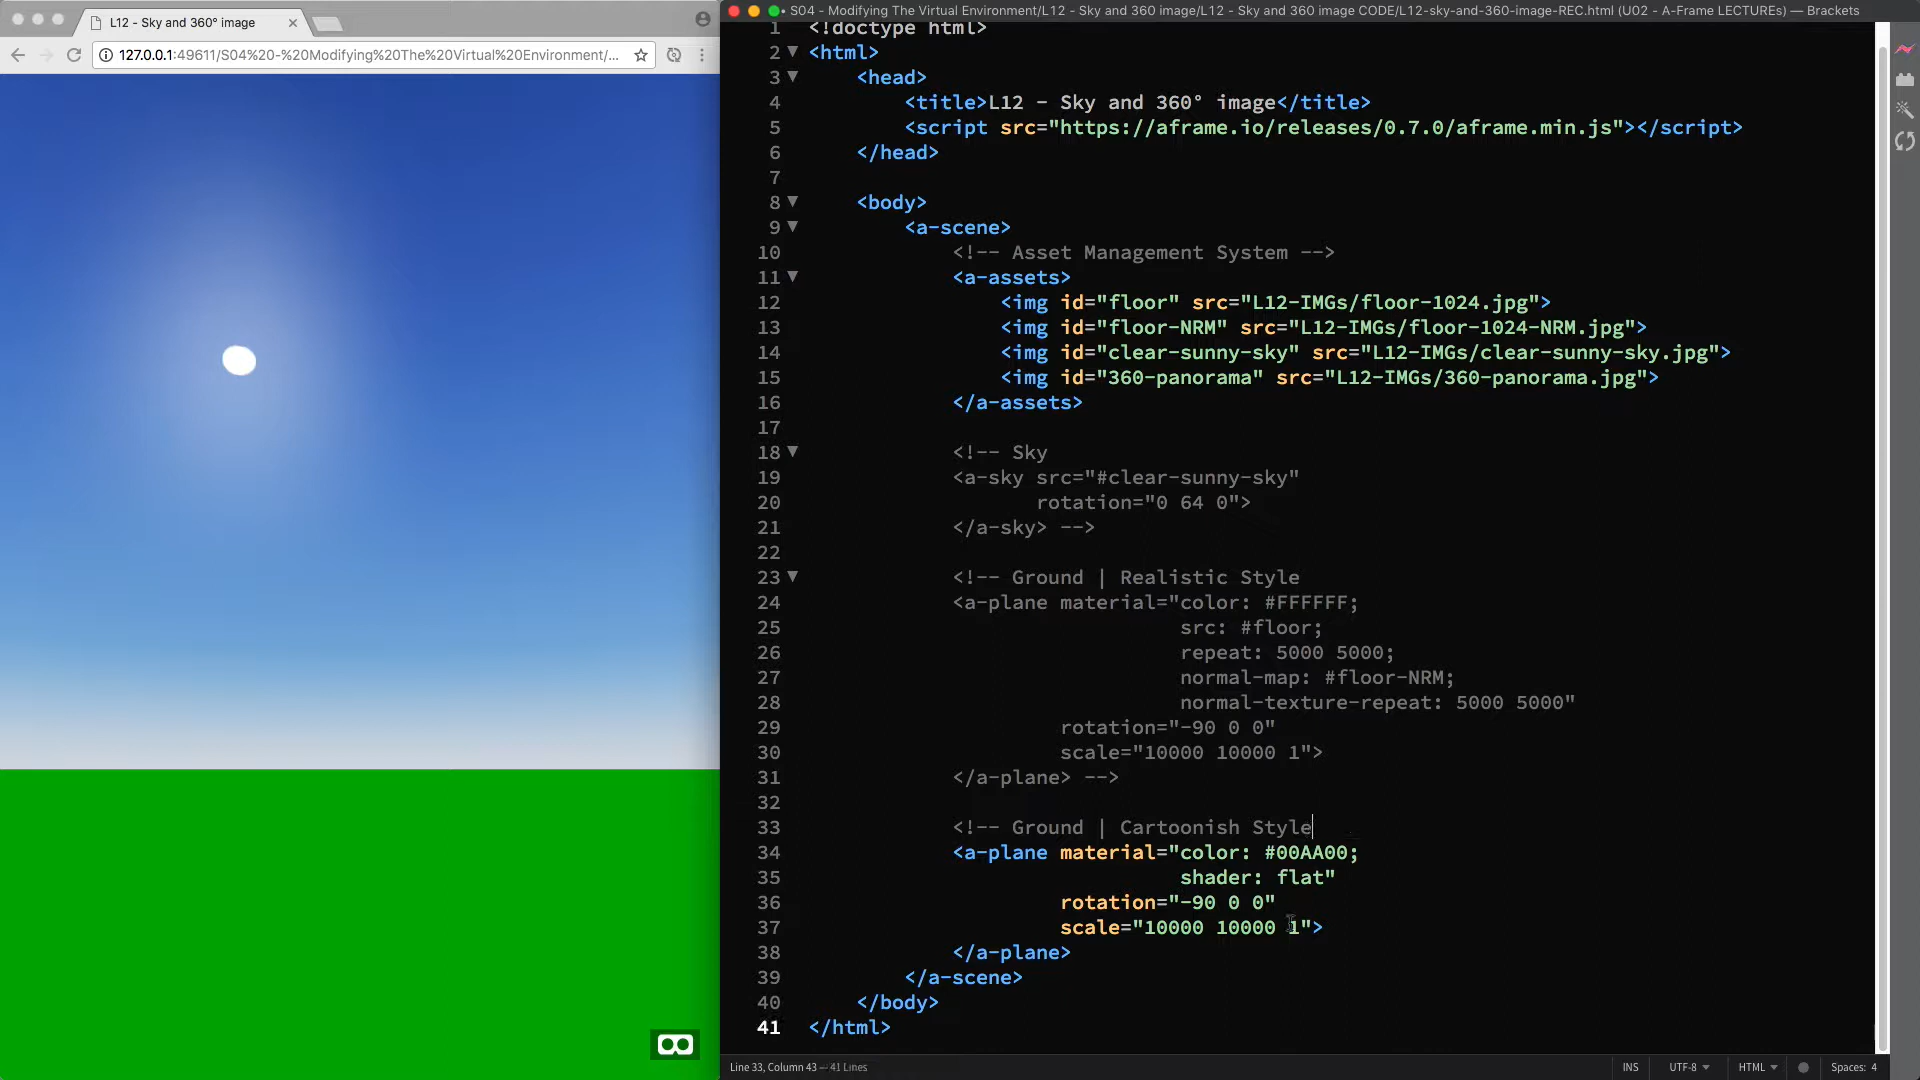 L12 - Sky and 360° image
127.0.0.1:49611/S04%20-%20Modifying%20The%20Virtual%20Environment/...
S04 - Modifying The Virtual Environment/L12 - Sky and 360 image/L12 - Sky and 360 image CODE/L12-sky-and-360-image-REC.html (U02 - A-Frame LECTUREs) — Brackets
1 <!doctype html>
2 <html>
3 <head>
4 <title>L12 - Sky and 360° image</title>
5 <script src="https://aframe.io/releases/0.7.0/aframe.min.js"></script>
6 </head>
7
8 <body>
9 <a-scene>
10 <!-- Asset Management System -->
11 <a-assets>
12 <img id="floor" src="L12-IMGs/floor-1024.jpg">
13 <img id="floor-NRM" src="L12-IMGs/floor-1024-NRM.jpg">
14 <img id="clear-sunny-sky" src="L12-IMGs/clear-sunny-sky.jpg">
15 <img id="360-panorama" src="L12-IMGs/360-panorama.jpg">
16 </a-assets>
17
18 <!-- Sky
19 <a-sky src="#clear-sunny-sky"
20 rotation="0 64 0">
21 </a-sky> -->
22
23 <!-- Ground | Realistic Style
24 <a-plane material="color: #FFFFFF;
25 src: #floor;
26 repeat: 5000 5000;
27 normal-map: #floor-NRM;
28 normal-texture-repeat: 5000 5000"
29 rotation="-90 0 0"
30 scale="10000 10000 1">
31 </a-plane> -->
32
33 <!-- Ground | Cartoonish Style
34 <a-plane material="color: #00AA00;
35 shader: flat"
36 rotation="-90 0 0"
37 scale="10000 10000 1">
38 </a-plane>
39 </a-scene>
40 </body>
41 </html>
Line 33, Column 43 — 41 Lines
INS
UTF-8
HTML
Spaces: 4